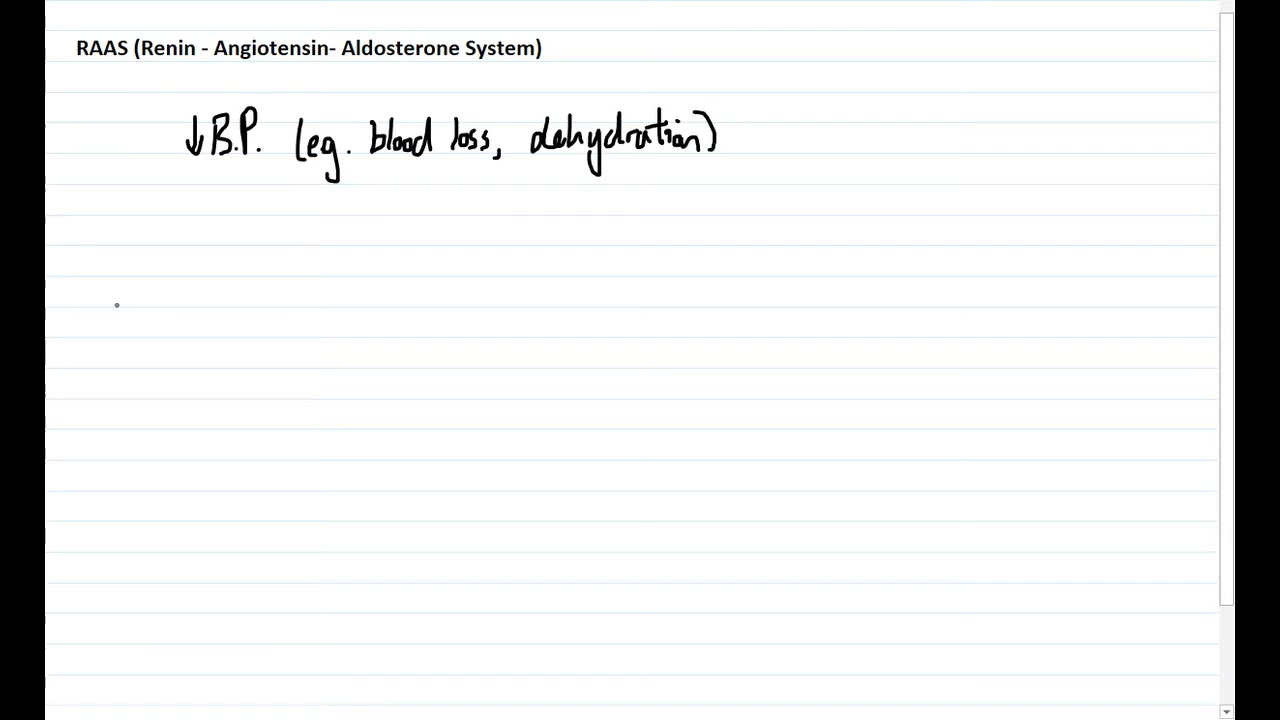 RAAS (Renin - Angiotensin- Aldosterone System)
↓B.P. (eg. blood loss, dehydration)